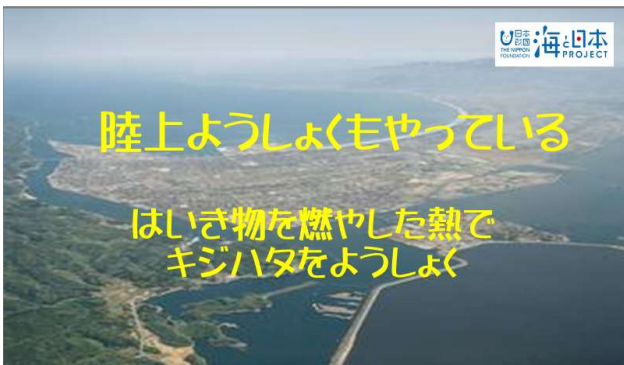 日本財団
THE NIPPON
FOUNDATION
海と日本
PROJECT
陸上ようしょくもやっている
はいき物を燃やした熱で
キジハタをようしょく